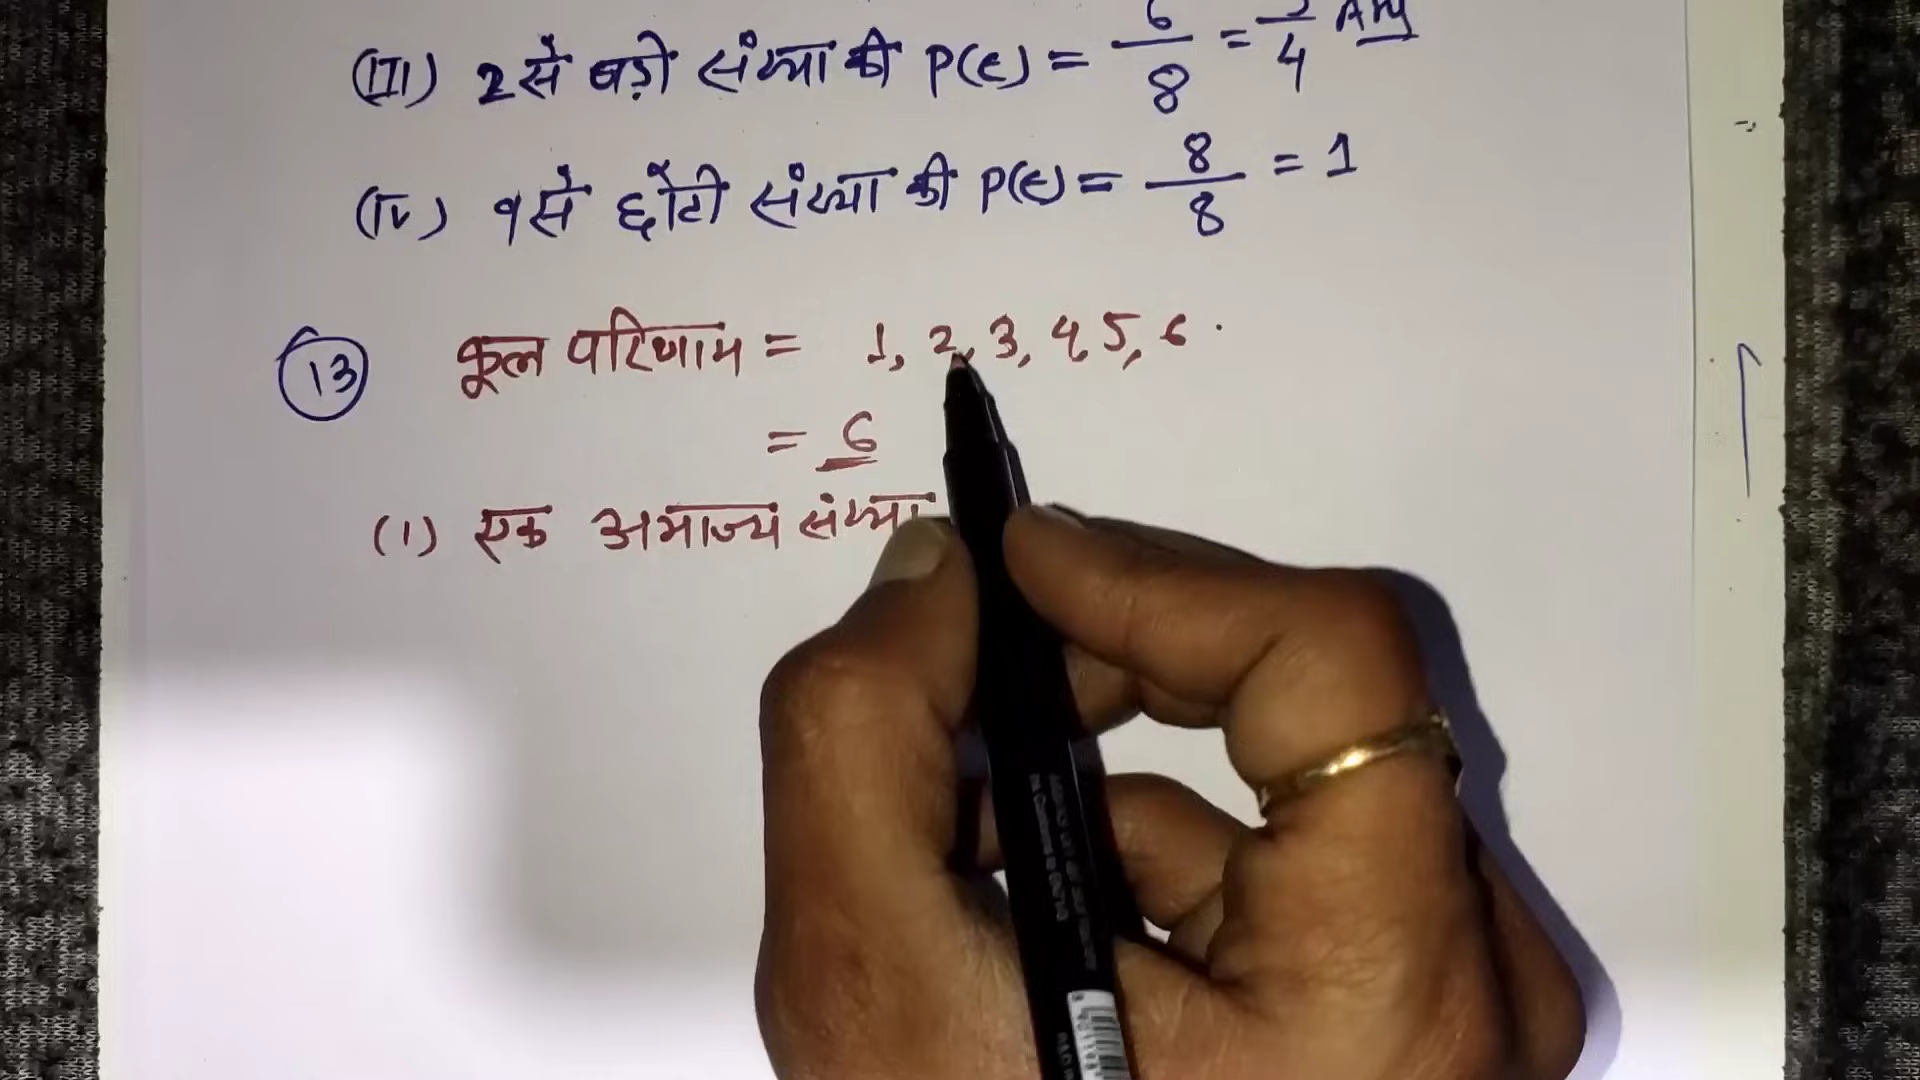 (III) 2 से बड़ी संख्या की P(E) = 6/8 = 3/4 Ans
(IV) 9 से छोटी संख्या की P(E) = 8/8 = 1
(13) कूल परिणाम = 1, 2, 3, 4, 5, 6
= 6
(1) एक अभाज्य संख्या